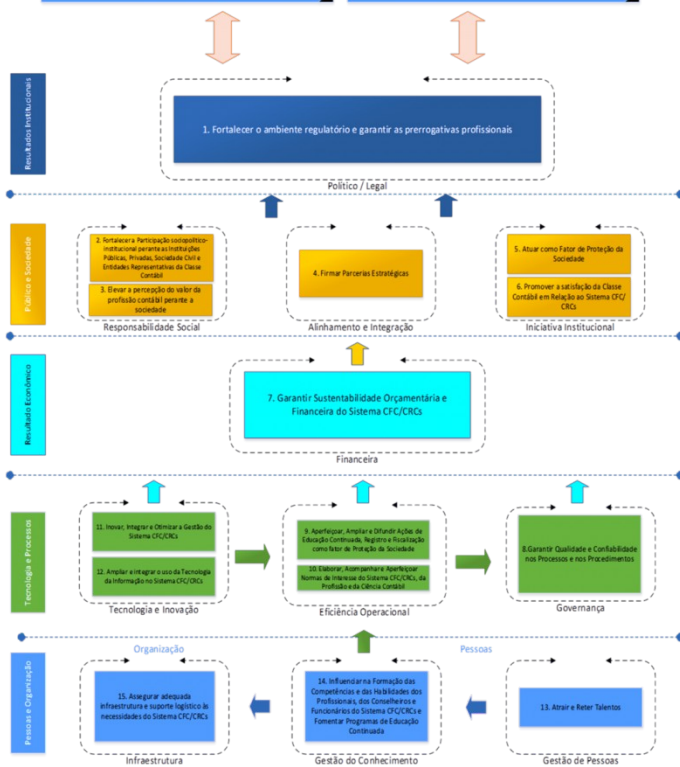 Resultados Institucionais
1. Fortalecer o ambiente regulatório e garantir as prerrogativas profissionais
Político / Legal
Público e Sociedade
2. Fortalecer a Participação sociopolítico-
institucional perante as Instituições
Públicas, Privadas, Sociedade Civil e
Entidades Representativas da Classe
Contábil
3. Elevar a percepção do valor da
profissão contábil perante a
sociedade
Responsabilidade Social
4. Firmar Parcerias Estratégicas
Alinhamento e Integração
5. Atuar como Fator de Proteção da
Sociedade
6. Promover a satisfação da Classe
Contábil em Relação ao Sistema CFC/
CRCs
Iniciativa Institucional
Resultado Econômico
7. Garantir Sustentabilidade Orçamentária e
Financeira do Sistema CFC/CRCs
Financeira
Tecnologia e Processos
11. Inovar, Integrar e Otimizar a Gestão do
Sistema CFC/CRCs
12. Ampliar e Integrar o uso da Tecnologia
da Informação no Sistema CFC/CRCs
Tecnologia e Inovação
9. Aperfeiçoar, Ampliar e Difundir Ações de
Educação Continuada, Registro e Fiscalização
como fator de Proteção da Sociedade
10. Elaborar, Acompanhar e Aperfeiçoar
Normas de Interesse do Sistema CFC/CRCs, da
Profissão e da Ciência Contábil
Eficiência Operacional
8.Garantir Qualidade e Confiabilidade
nos Processos e nos Procedimentos
Governança
Pessoas e Organização
Organização
Pessoas
15. Assegurar adequada
infraestrutura e suporte logístico às
necessidades do Sistema CFC/CRCs
Infraestrutura
14. Influenciar na Formação das
Competências e das Habilidades dos
Profissionais, dos Conselheiros e
Funcionários do Sistema CFC/CRCs e
Fomentar Programas de Educação
Continuada
Gestão do Conhecimento
13. Atrair e Reter Talentos
Gestão de Pessoas